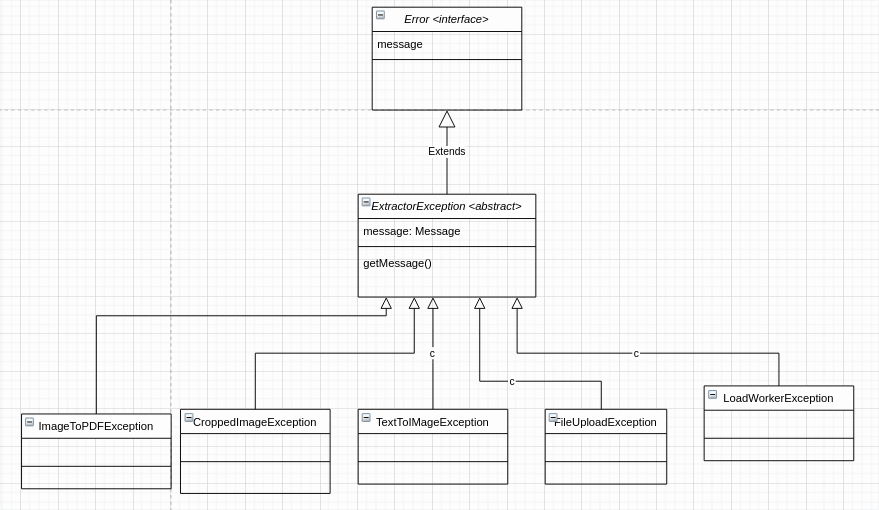 Error <interface>
message
Extends
ExtractorException <abstract>
message: Message
getMessage()
c
c
c
ImageToPDFException
CroppedImageException
TextToIMageException
FileUploadException
LoadWorkerException